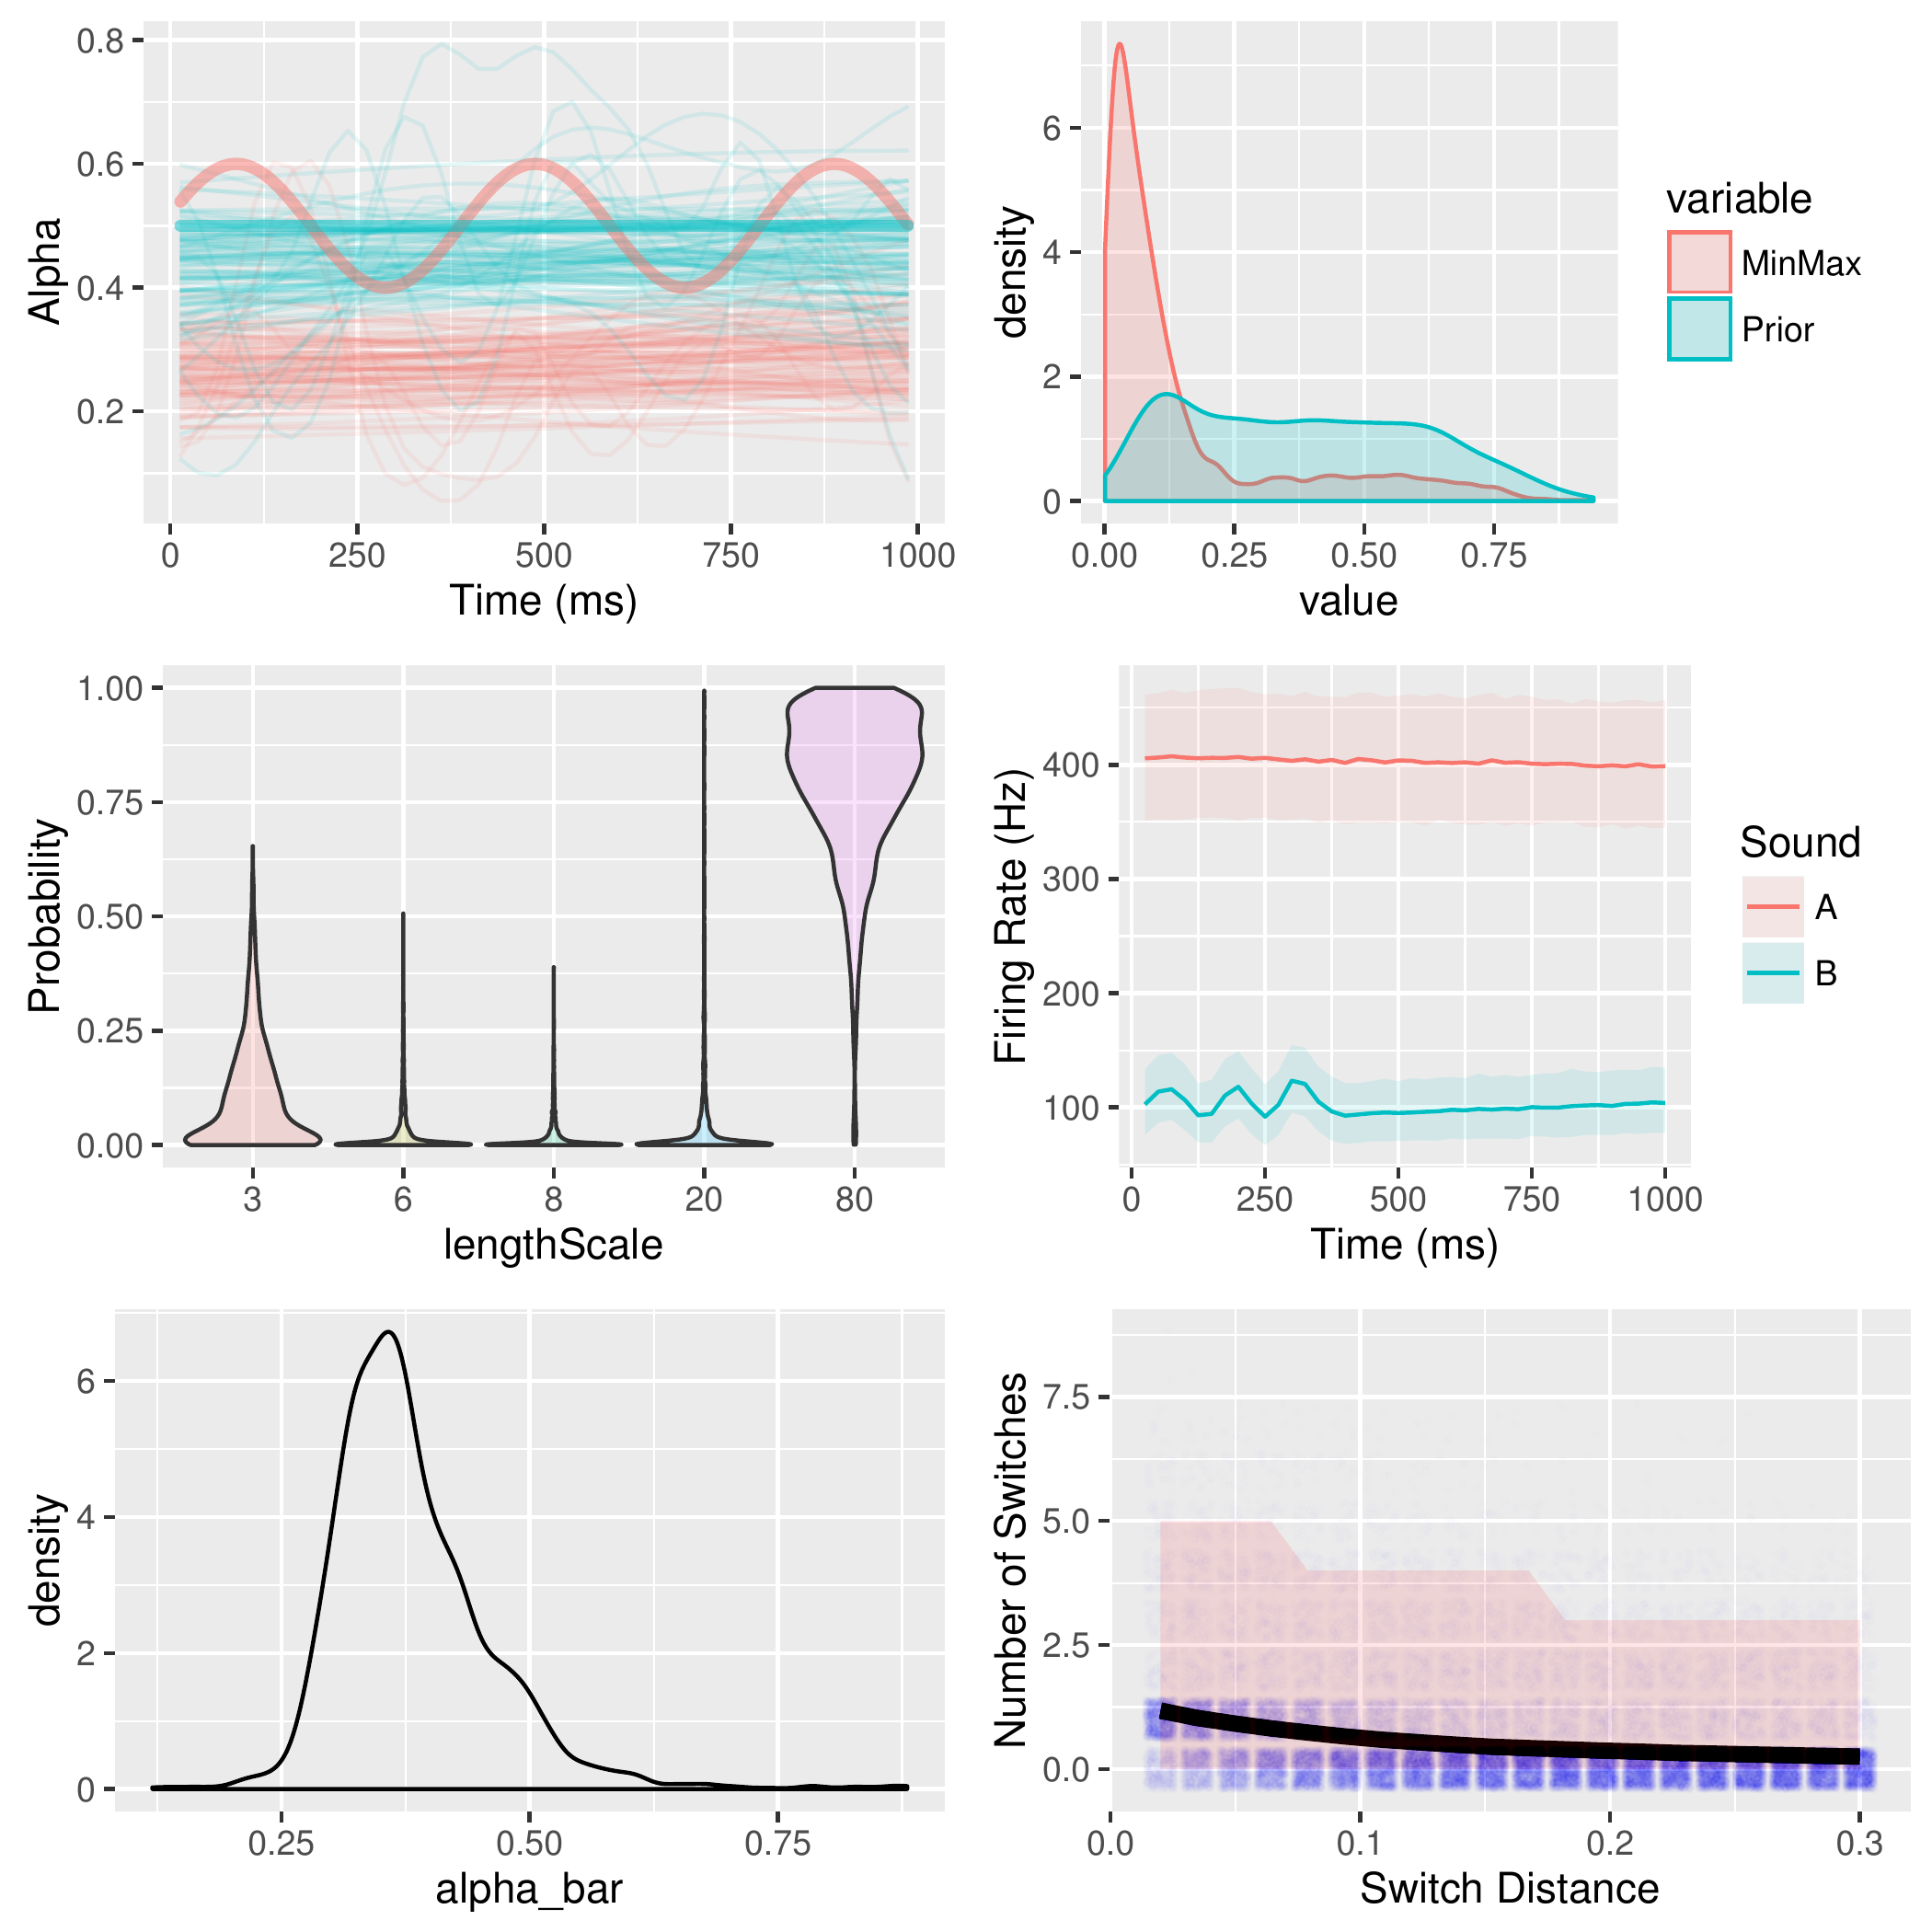 0.8
0.6
0.4
0.2
Alpha
0 250 500 750 1000
Time (ms)
6
4
2
0
density
0.00 0.25 0.50 0.75
value
variable
MinMax
Prior
1.00
0.75
0.50
0.25
0.00
Probability
3 6 8 20 80
lengthScale
400
300
200
100
Firing Rate (Hz)
0 250 500 750 1000
Time (ms)
Sound
A
B
6
4
2
0
density
0.25 0.50 0.75
alpha_bar
7.5
5.0
2.5
0.0
Number of Switches
0.0 0.1 0.2 0.3
Switch Distance